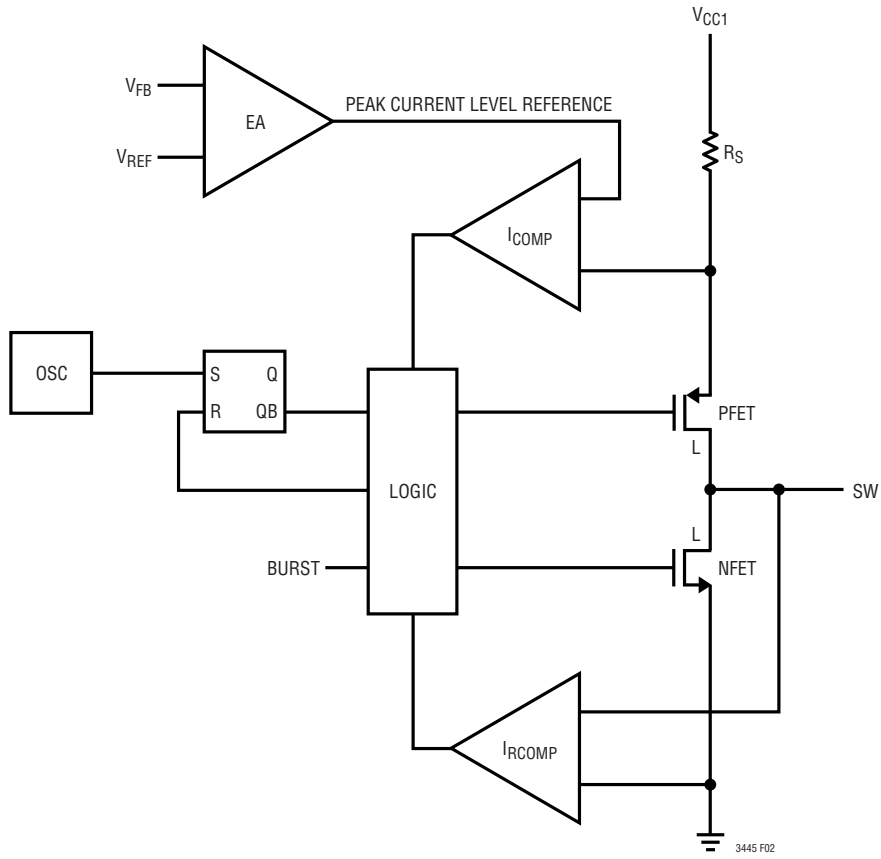 VCC1
VFB
VREF
EA
PEAK CURRENT LEVEL REFERENCE
RS
ICOMP
OSC
S Q
R QB
LOGIC
BURST
PFET
L
SW
L
NFET
IRCOMP
3445 F02